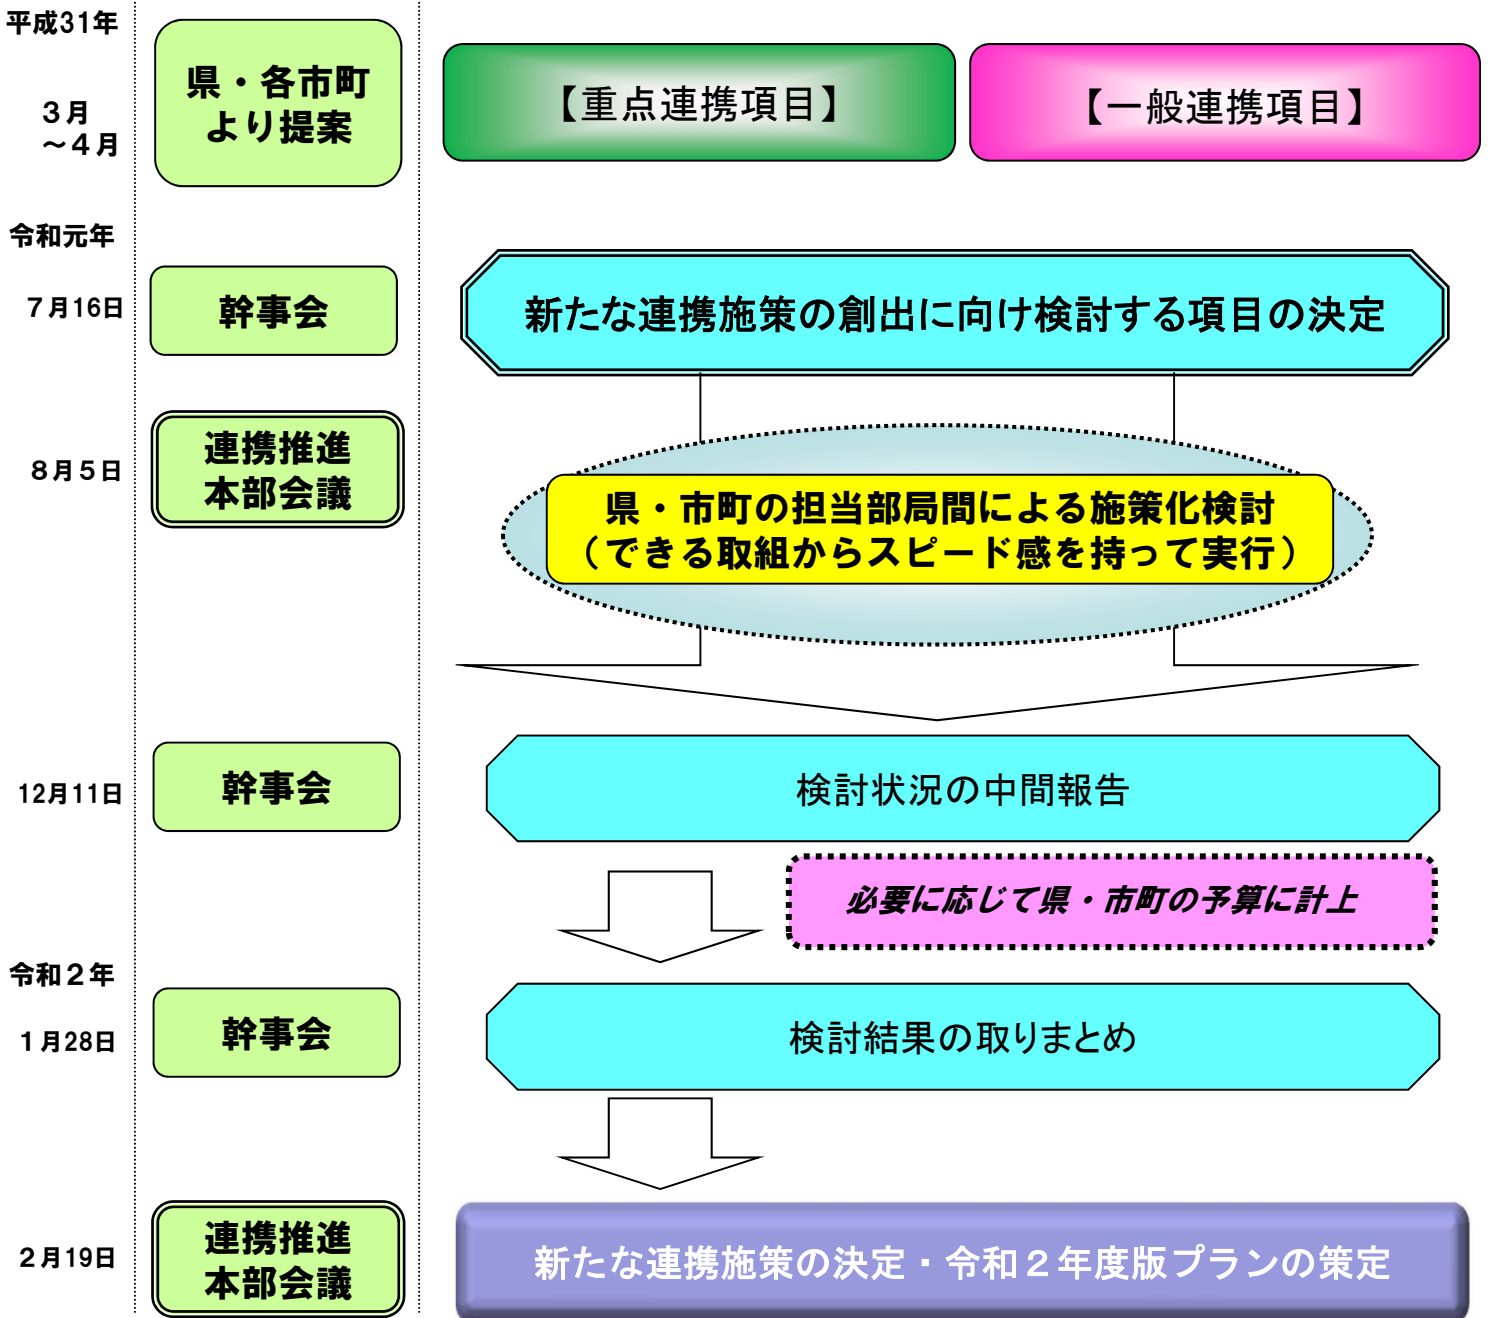 平成31年
３月
～４月
県・各市町
より提案
【重点連携項目】
【一般連携項目】
令和元年
７月16日
幹事会
新たな連携施策の創出に向け検討する項目の決定
８月５日
連携推進
本部会議
県・市町の担当部局間による施策化検討
（できる取組からスピード感を持って実行）
12月11日
幹事会
検討状況の中間報告
必要に応じて県・市町の予算に計上
令和２年
１月28日
幹事会
検討結果の取りまとめ
２月19日
連携推進
本部会議
新たな連携施策の決定・令和２年度版プランの策定